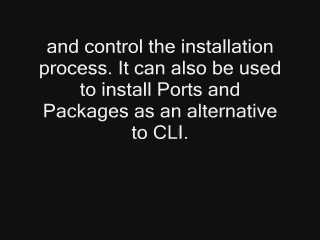 and control the installation
process. It can also be used
to install Ports and
Packages as an alternative
to CLI.